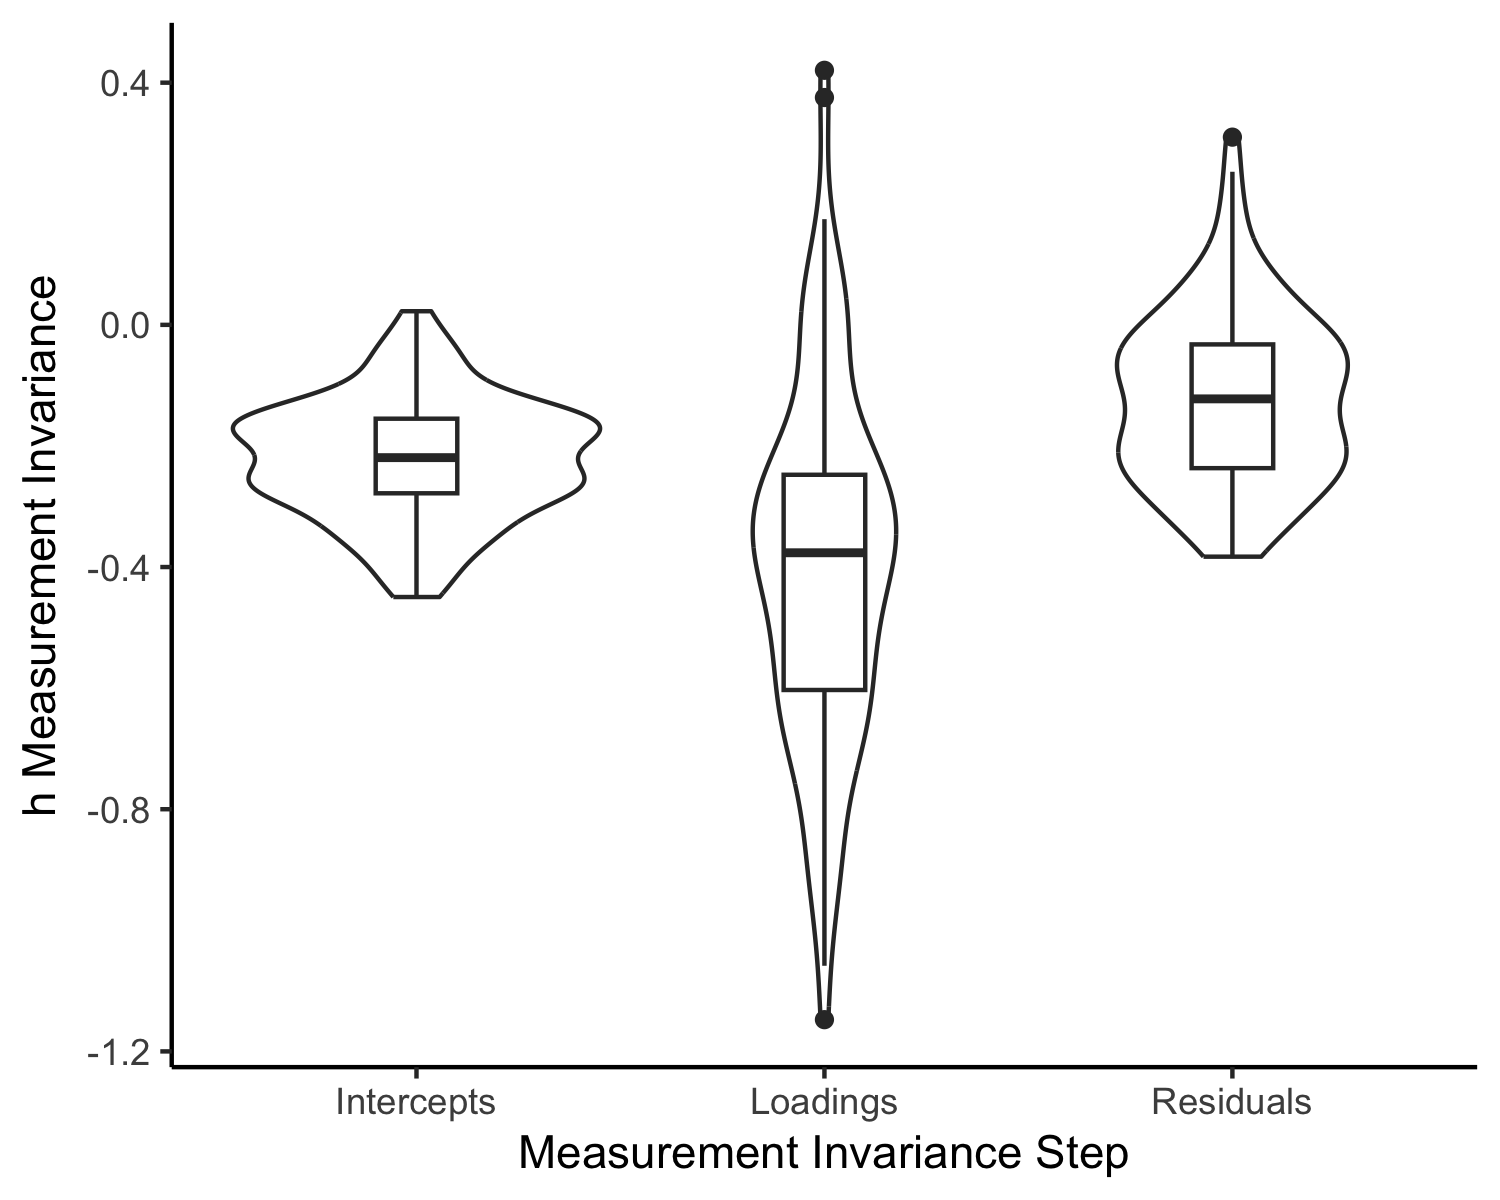 h Measurement Invariance
0.4
0.0
-0.4
-0.8
-1.2
Intercepts
Loadings
Residuals
Measurement Invariance Step